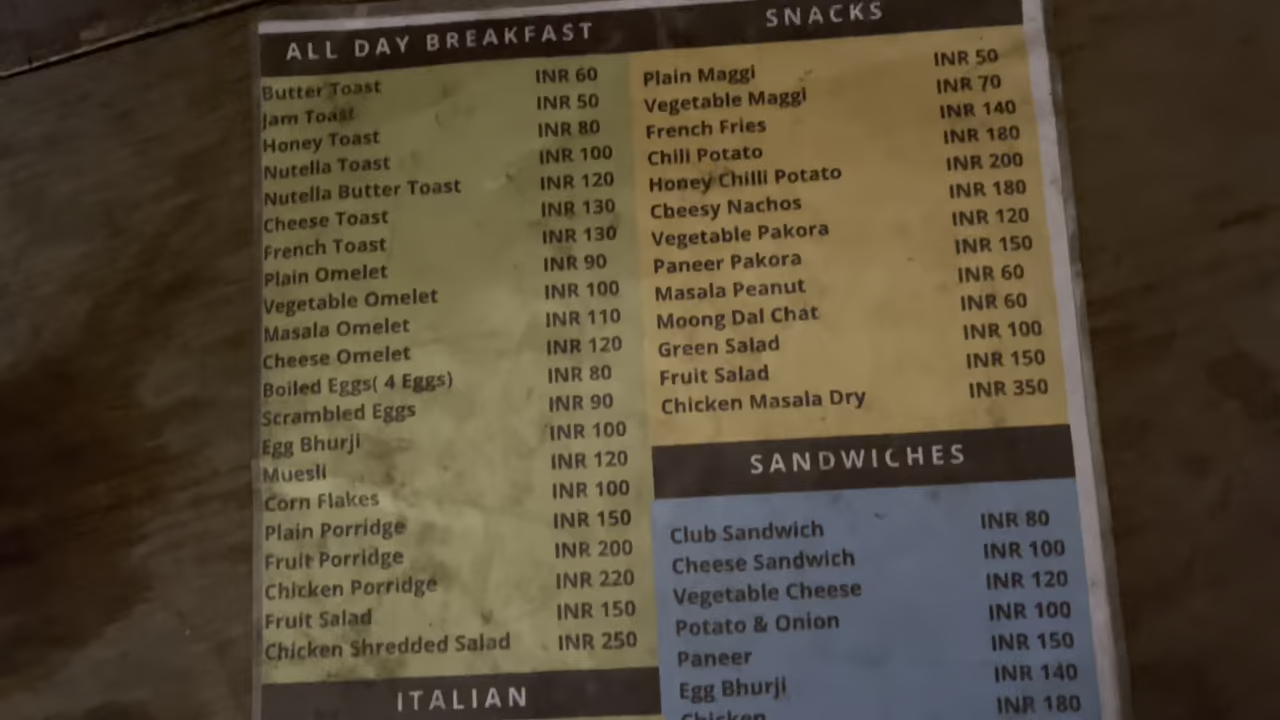 ALL DAY BREAKFAST
Butter Toast INR 60
Jam Toast INR 50
Honey Toast INR 80
Nutella Toast INR 100
Nutella Butter Toast INR 120
Cheese Toast INR 130
French Toast INR 130
Plain Omelet INR 90
Vegetable Omelet INR 100
Masala Omelet INR 110
Cheese Omelet INR 120
Boiled Eggs( 4 Eggs) INR 80
Scrambled Eggs INR 90
Egg Bhurji INR 100
Muesli INR 120
Corn Flakes INR 100
Plain Porridge INR 150
Fruit Porridge INR 200
Chicken Porridge INR 220
Fruit Salad INR 150
Chicken Shredded Salad INR 250
ITALIAN
SNACKS
Plain Maggi INR 50
Vegetable Maggi INR 70
French Fries INR 140
Chili Potato INR 180
Honey Chilli Potato INR 200
Cheesy Nachos INR 180
Vegetable Pakora INR 120
Paneer Pakora INR 150
Masala Peanut INR 60
Moong Dal Chat INR 60
Green Salad INR 100
Fruit Salad INR 150
Chicken Masala Dry INR 350
SANDWICHES
Club Sandwich INR 80
Cheese Sandwich INR 100
Vegetable Cheese INR 120
Potato & Onion INR 100
Paneer INR 150
Egg Bhurji INR 140
Chicken INR 180